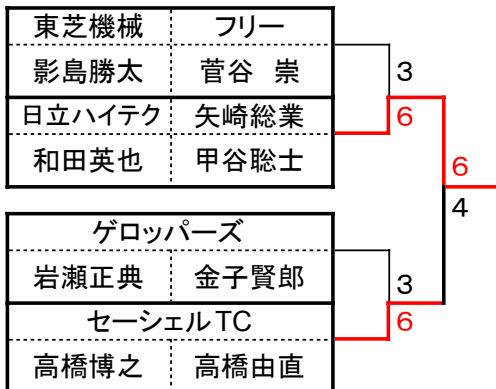 東芝機械 フリー
影島勝太 菅谷 崇
3
日立ハイテク 矢崎総業
6
和田英也 甲谷聡士
6
4
ゲロッパーズ
岩瀬正典 金子賢郎
3
セーシェルTC
6
高橋博之 高橋由直